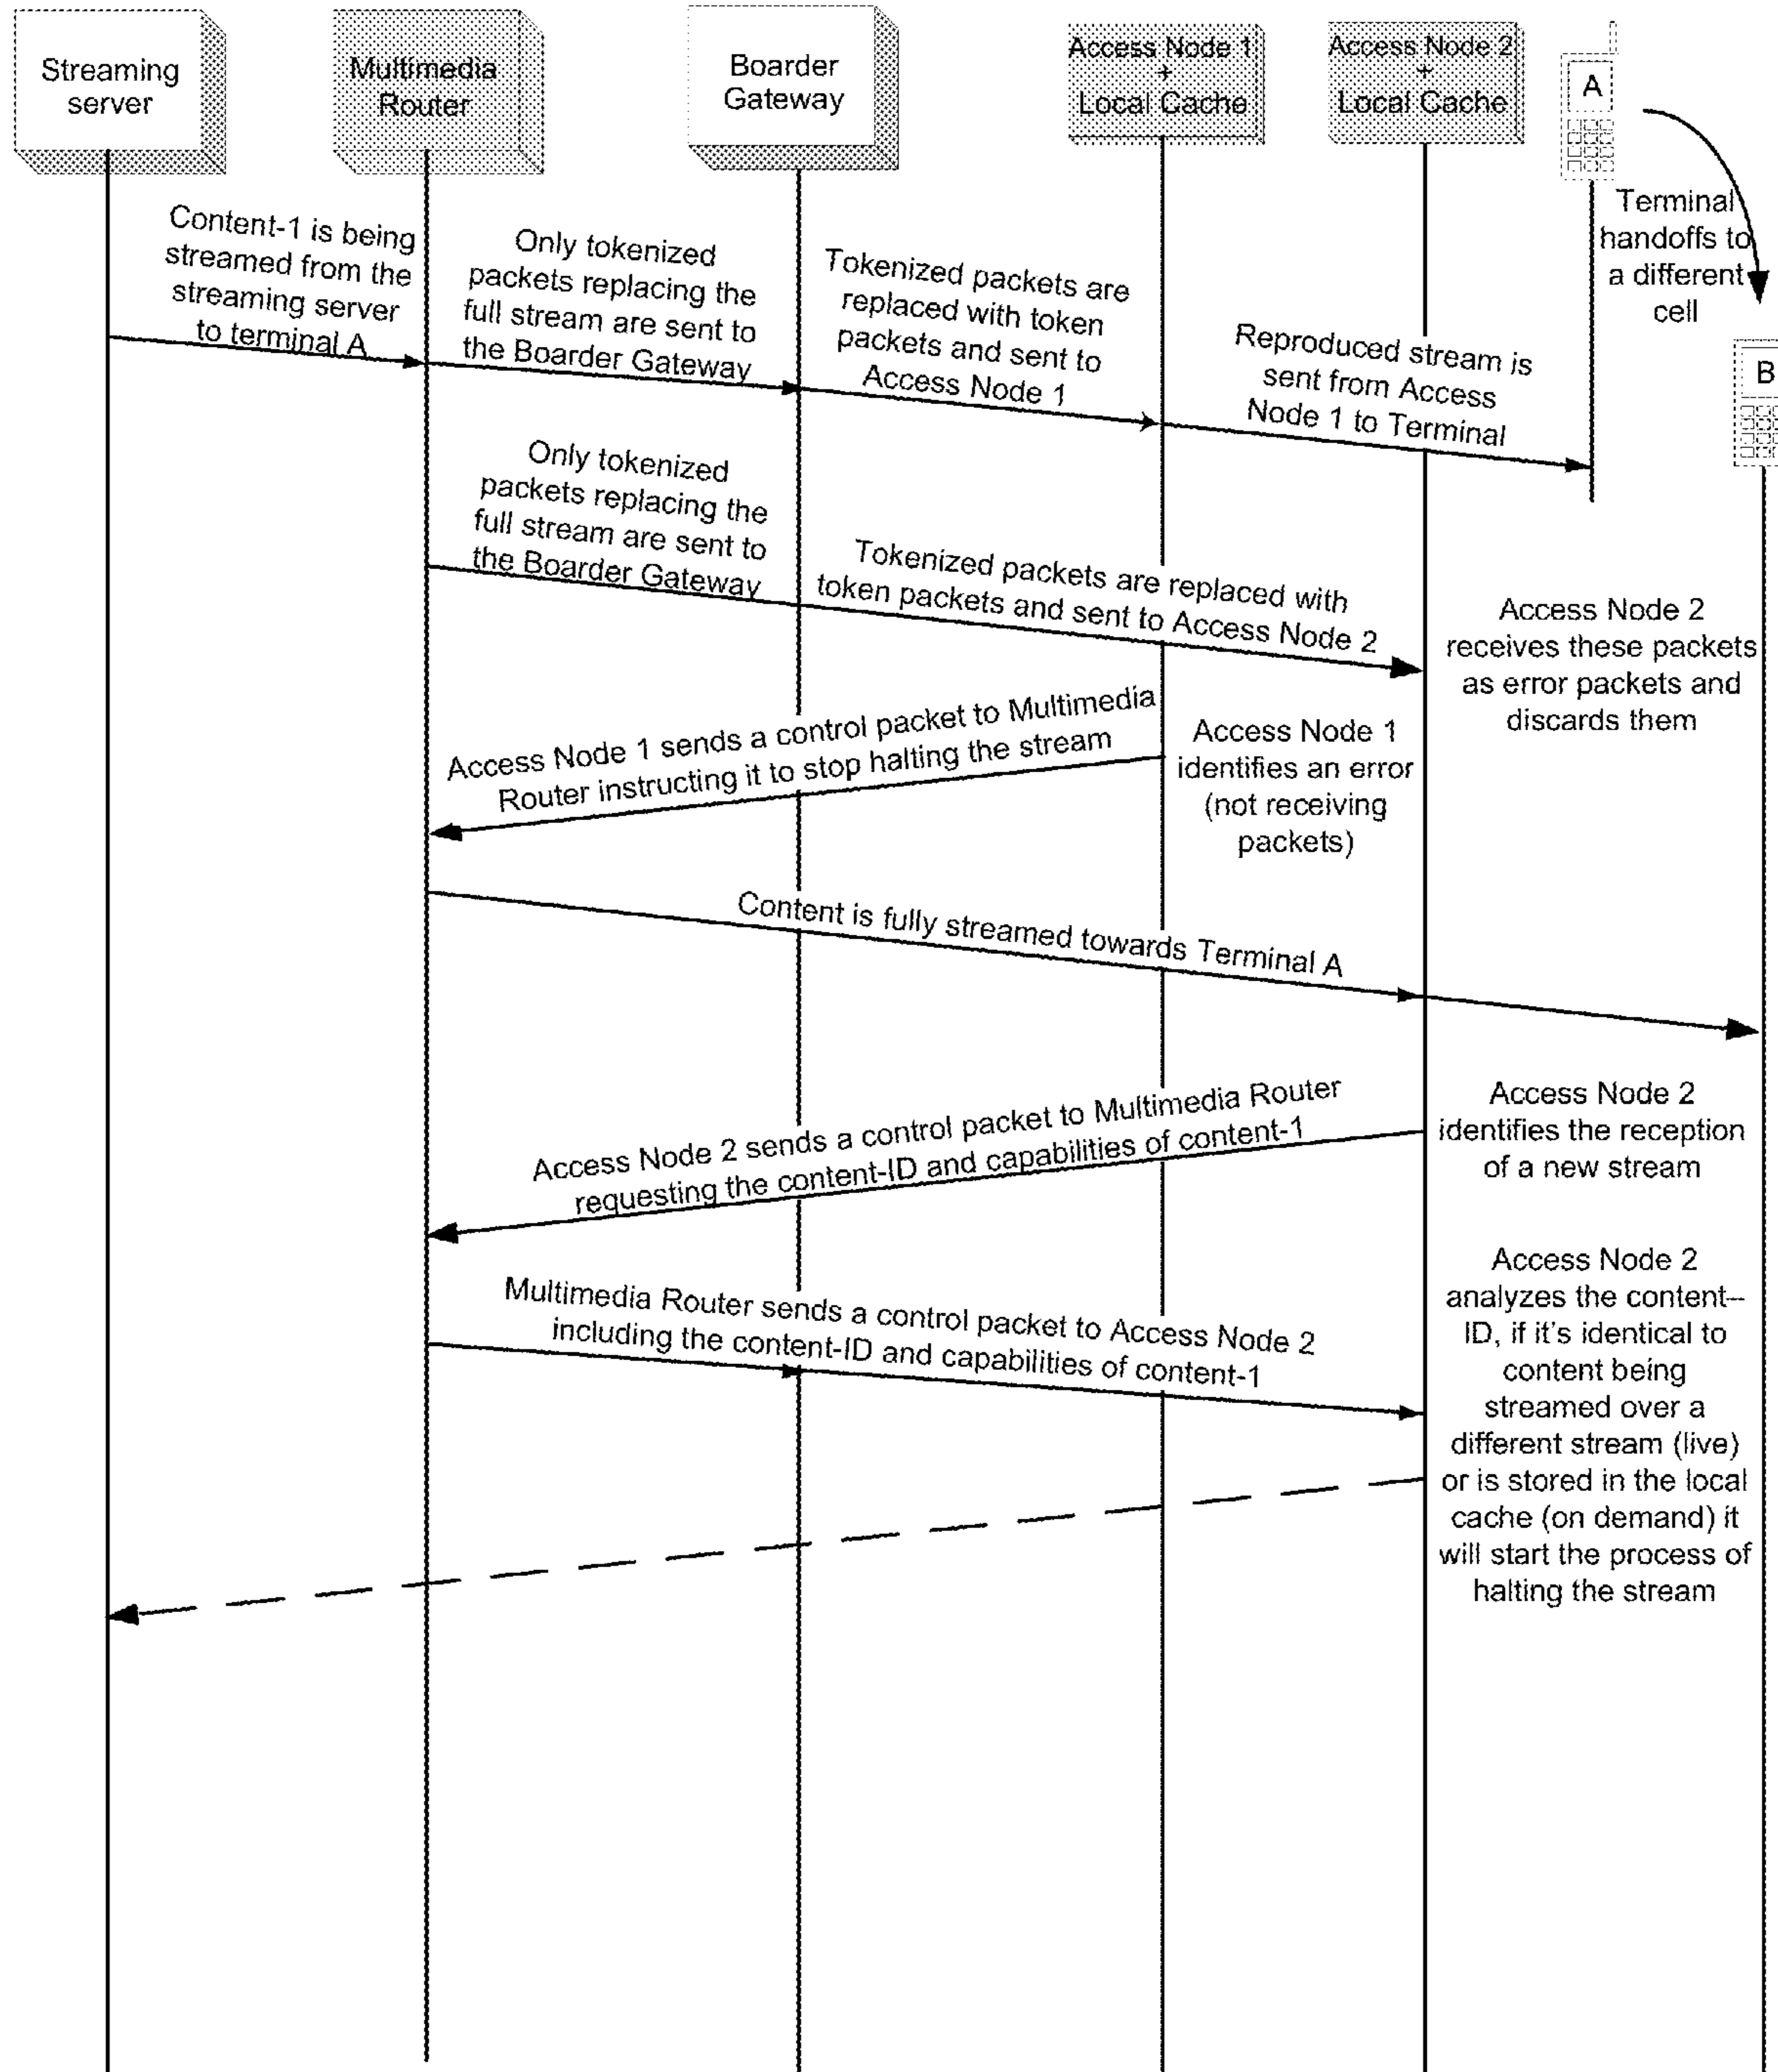 Streaming
server
Multimedia
Router
Boarder
Gateway
Access Node 1
+
Local Cache
Access Node 2
+
Local Cache
A
Terminal
handoffs to
a different
cell
B
Content-1 is being
streamed from the
streaming server
to terminal A
Only tokenized
packets replacing the
full stream are sent to
the Boarder Gateway
Tokenized packets are
replaced with token
packets and sent to
Access Node 1
Reproduced stream is
sent from Access
Node 1 to Terminal
Only tokenized
packets replacing the
full stream are sent to
the Boarder Gateway
Tokenized packets are replaced with
token packets and sent to Access Node 2
Access Node 2
receives these packets
as error packets and
discards them
Access Node 1 sends a control packet to Multimedia
Router instructing it to stop halting the stream
Access Node 1
identifies an error
(not receiving
packets)
Content is fully streamed towards Terminal A
Access Node 2 sends a control packet to Multimedia Router
requesting the content-ID and capabilities of content-1
Access Node 2
identifies the reception
of a new stream
Multimedia Router sends a control packet to Access Node 2
including the content-ID and capabilities of content-1
Access Node 2
analyzes the content–
ID, if it's identical to
content being
streamed over a
different stream (live)
or is stored in the local
cache (on demand) it
will start the process of
halting the stream